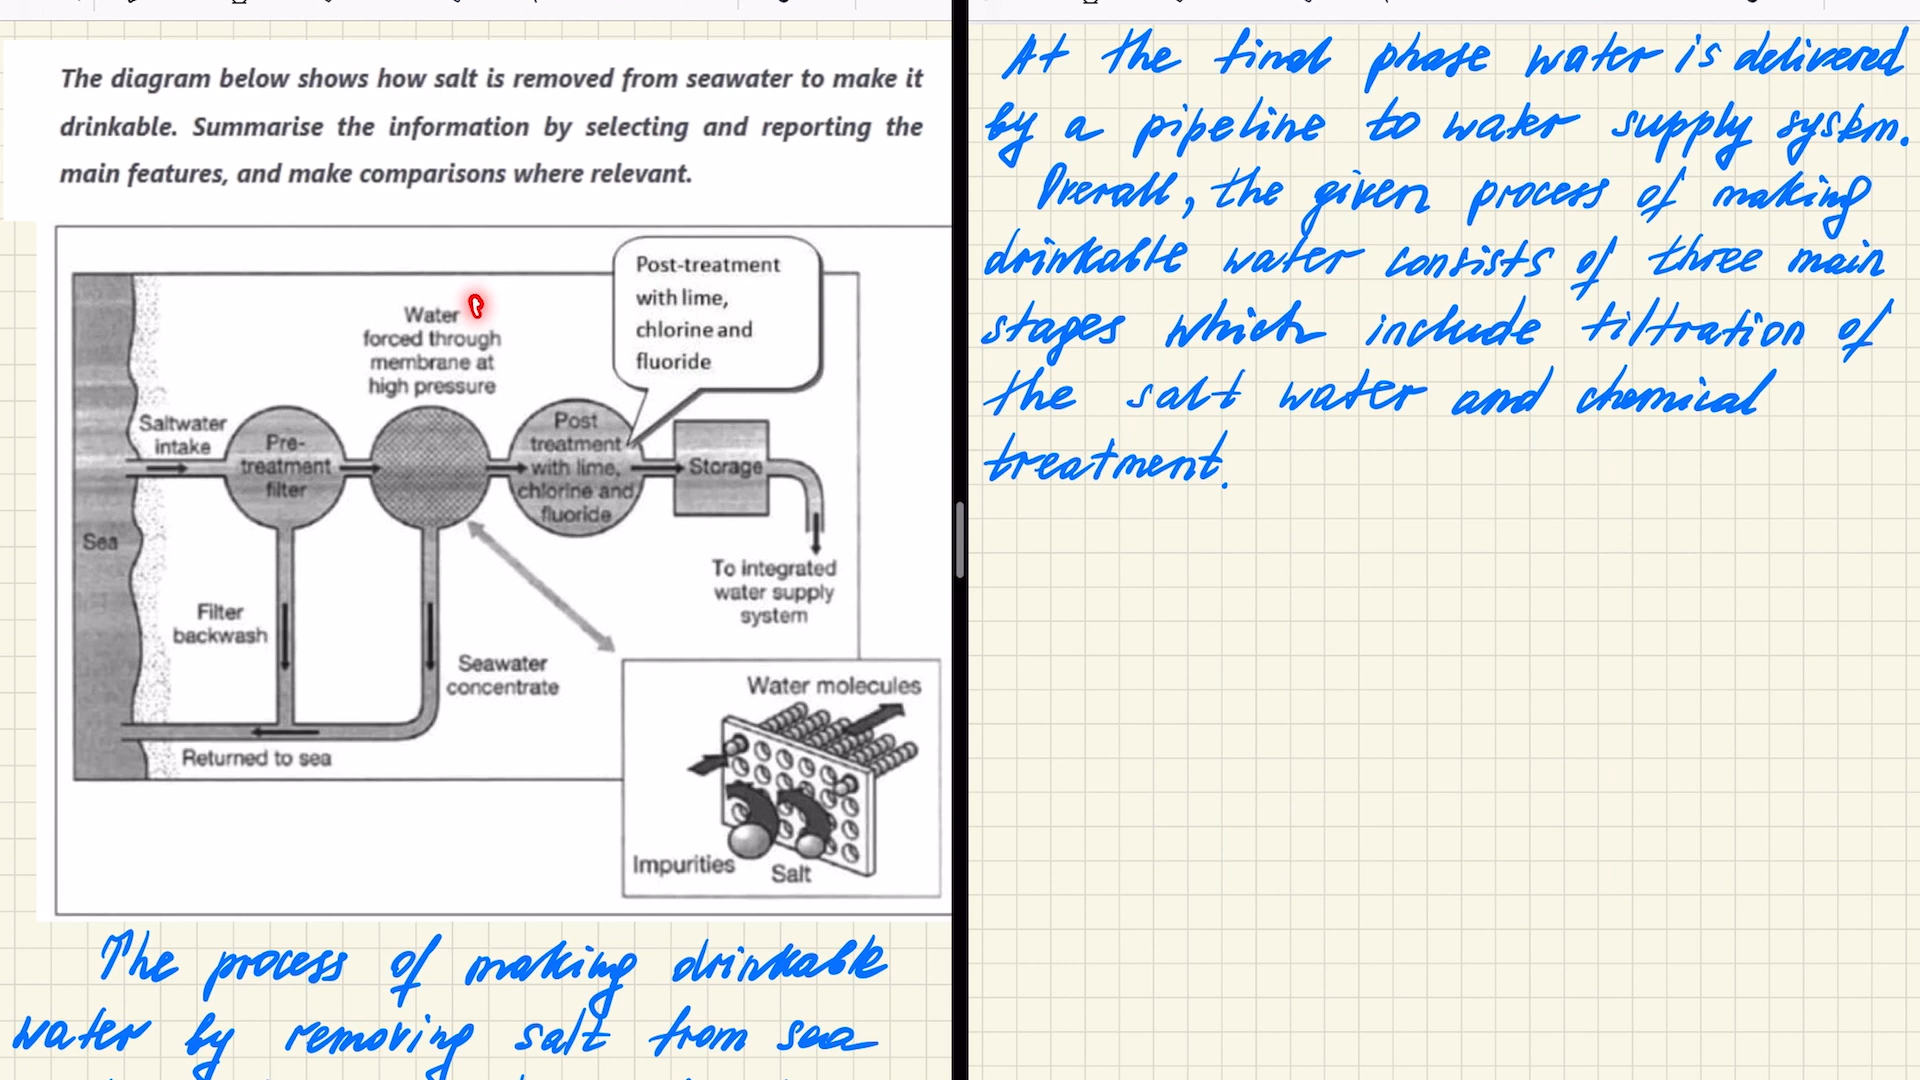 The diagram below shows how salt is removed from seawater to make it
drinkable. Summarise the information by selecting and reporting the
main features, and make comparisons where relevant.
Post-treatment
with lime,
chlorine and
fluoride
Water
forced through
membrane at
high pressure
Saltwater
intake
Pre-
treatment
filter
Post
treatment
with lime,
chlorine and
fluoride
Storage
Sea
To integrated
water supply
system
Filter
backwash
Seawater
concentrate
Returned to sea
Water molecules
Impurities
Salt
The process of making drinkable
water by removing salt from sea
At the final phase water is delivered
by a pipeline to water supply system.
Overall, the given process of making
drinkable water consists of three main
stages which include filtration of
the salt water and chemical
treatment.